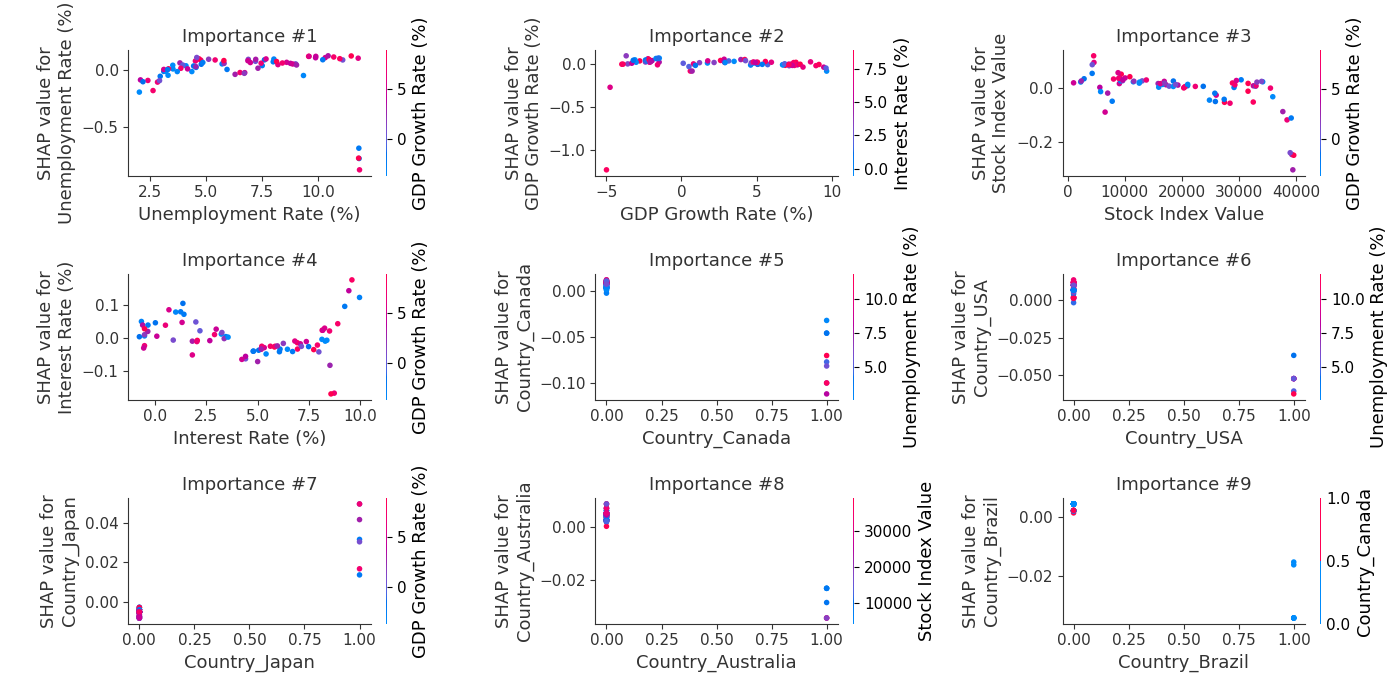 Importance #1
SHAP value for
Unemployment Rate (%)
0.0
−0.5
2.5 5.0 7.5 10.0
Unemployment Rate (%)
5
0
GDP Growth Rate (%)
Importance #2
SHAP value for
GDP Growth Rate (%)
0.0
−0.5
−1.0
−5 0 5 10
GDP Growth Rate (%)
7.5
5.0
2.5
0.0
Interest Rate (%)
Importance #3
SHAP value for
Stock Index Value
0.0
−0.2
0 10000 20000 30000 40000
Stock Index Value
5
0
GDP Growth Rate (%)
Importance #4
SHAP value for
Interest Rate (%)
0.1
0.0
−0.1
0.0 2.5 5.0 7.5 10.0
Interest Rate (%)
5
0
GDP Growth Rate (%)
Importance #5
SHAP value for
Country_Canada
0.00
−0.05
−0.10
0.00 0.25 0.50 0.75 1.00
Country_Canada
10.0
7.5
5.0
Unemployment Rate (%)
Importance #6
SHAP value for
Country_USA
0.000
−0.025
−0.050
0.00 0.25 0.50 0.75 1.00
Country_USA
10.0
7.5
5.0
Unemployment Rate (%)
Importance #7
SHAP value for
Country_Japan
0.04
0.02
0.00
0.00 0.25 0.50 0.75 1.00
Country_Japan
5
0
GDP Growth Rate (%)
Importance #8
SHAP value for
Country_Australia
0.00
−0.02
0.00 0.25 0.50 0.75 1.00
Country_Australia
30000
20000
10000
Stock Index Value
Importance #9
SHAP value for
Country_Brazil
0.00
−0.02
0.00 0.25 0.50 0.75 1.00
Country_Brazil
1.0
0.5
0.0
Country_Canada